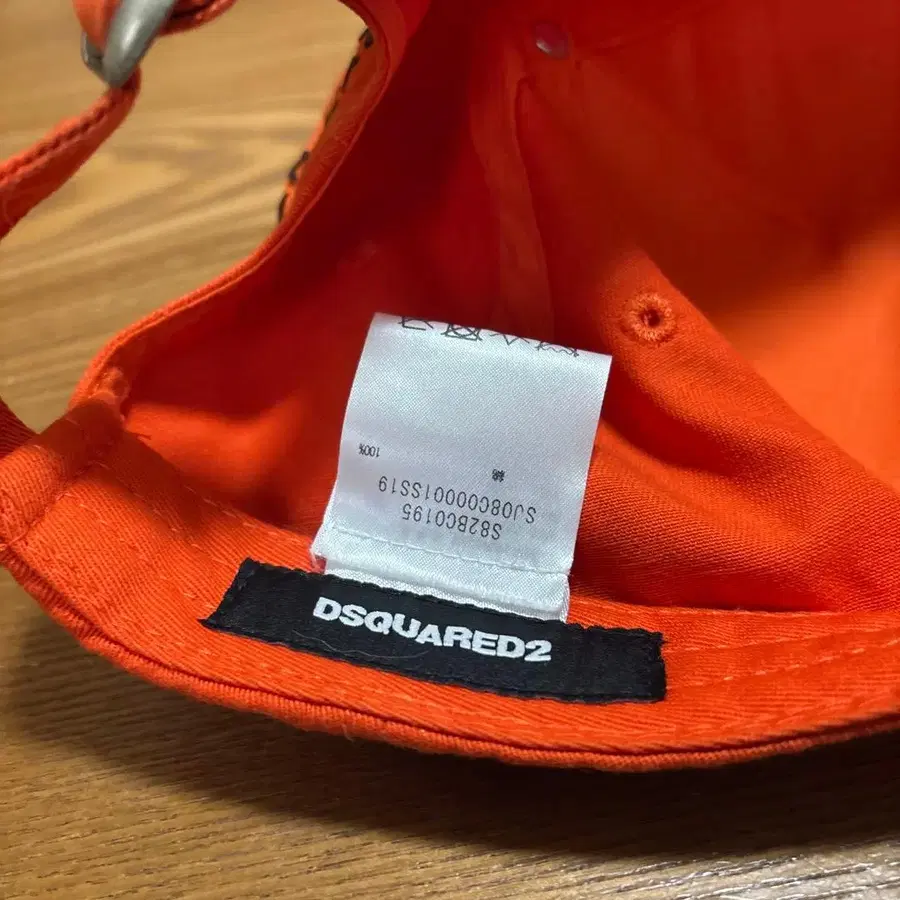 S82BC0195
SJ08C00001SS19
綿
100%
DSQUARED2